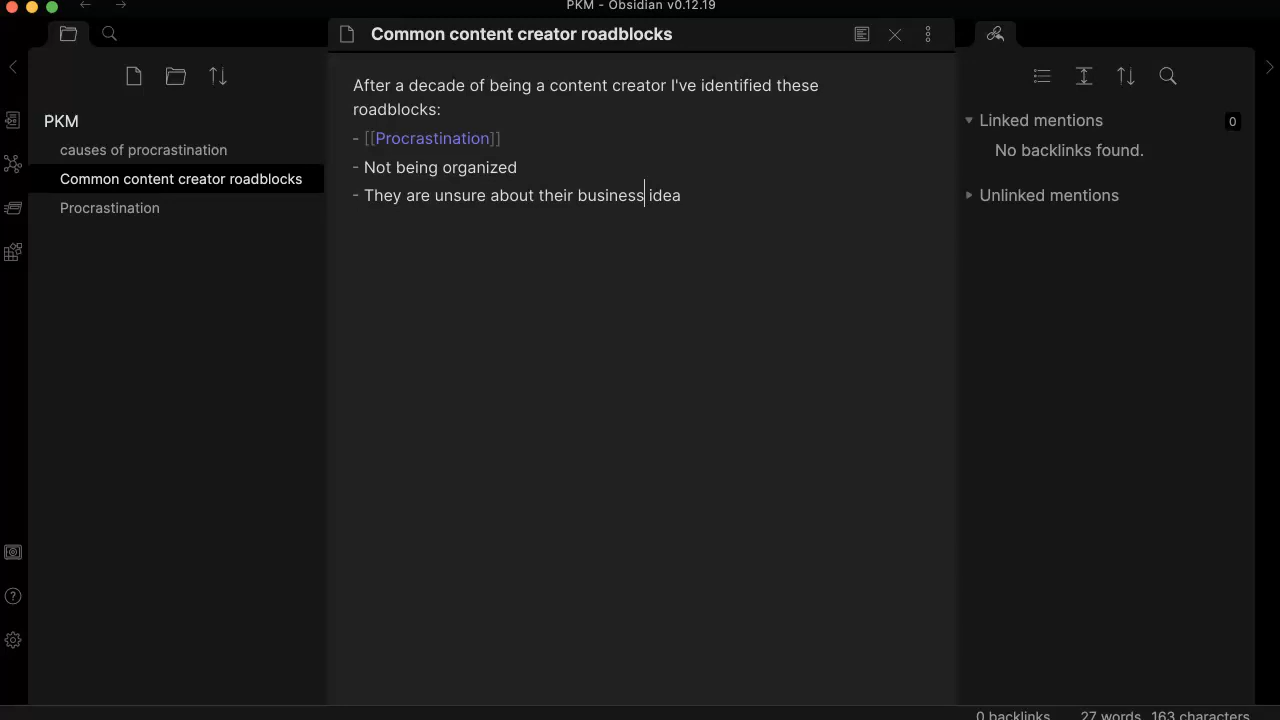 PKM - Obsidian v0.12.19
Common content creator roadblocks
After a decade of being a content creator I've identified these
roadblocks:
- [[Procrastination]]
- Not being organized
- They are unsure about their business idea
PKM
causes of procrastination
Common content creator roadblocks
Procrastination
Linked mentions
0
No backlinks found.
Unlinked mentions
0 backlinks
27 words
163 characters